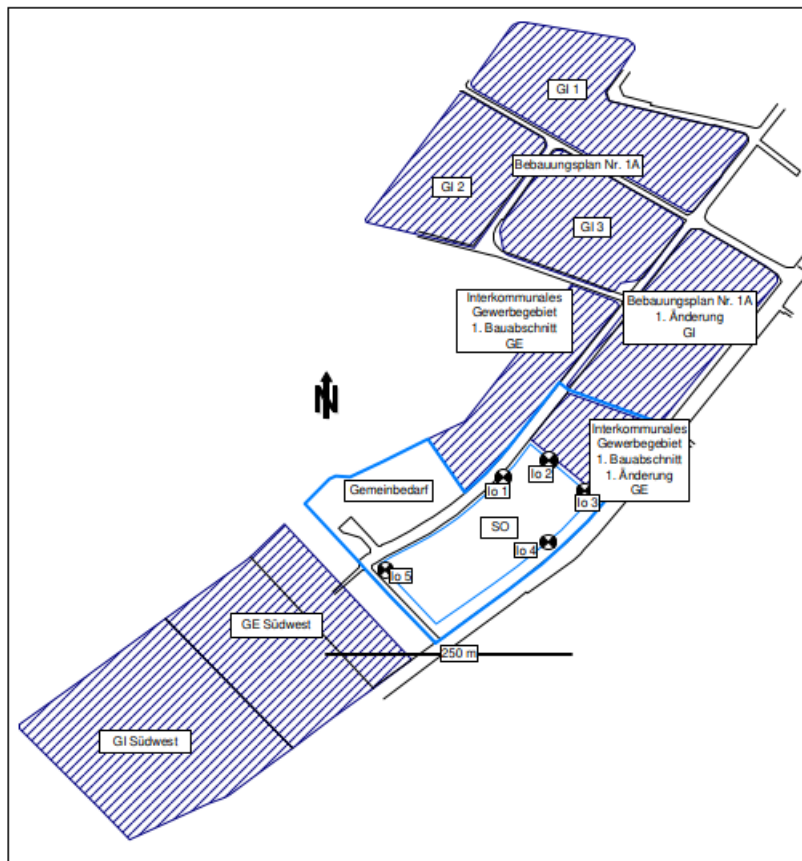 GI 1
Bebauungsplan Nr. 1A
GI 2
GI 3
Interkommunales
Gewerbegebiet
1. Bauabschnitt
GE
Bebauungsplan Nr. 1A
1. Änderung
GI
N
Interkommunales
Gewerbegebiet
1. Bauabschnitt
1. Änderung
GE
Io 2
Io 1
Gemeinbedarf
Io 3
SO
Io 4
Io 5
GE Südwest
250 m
GI Südwest